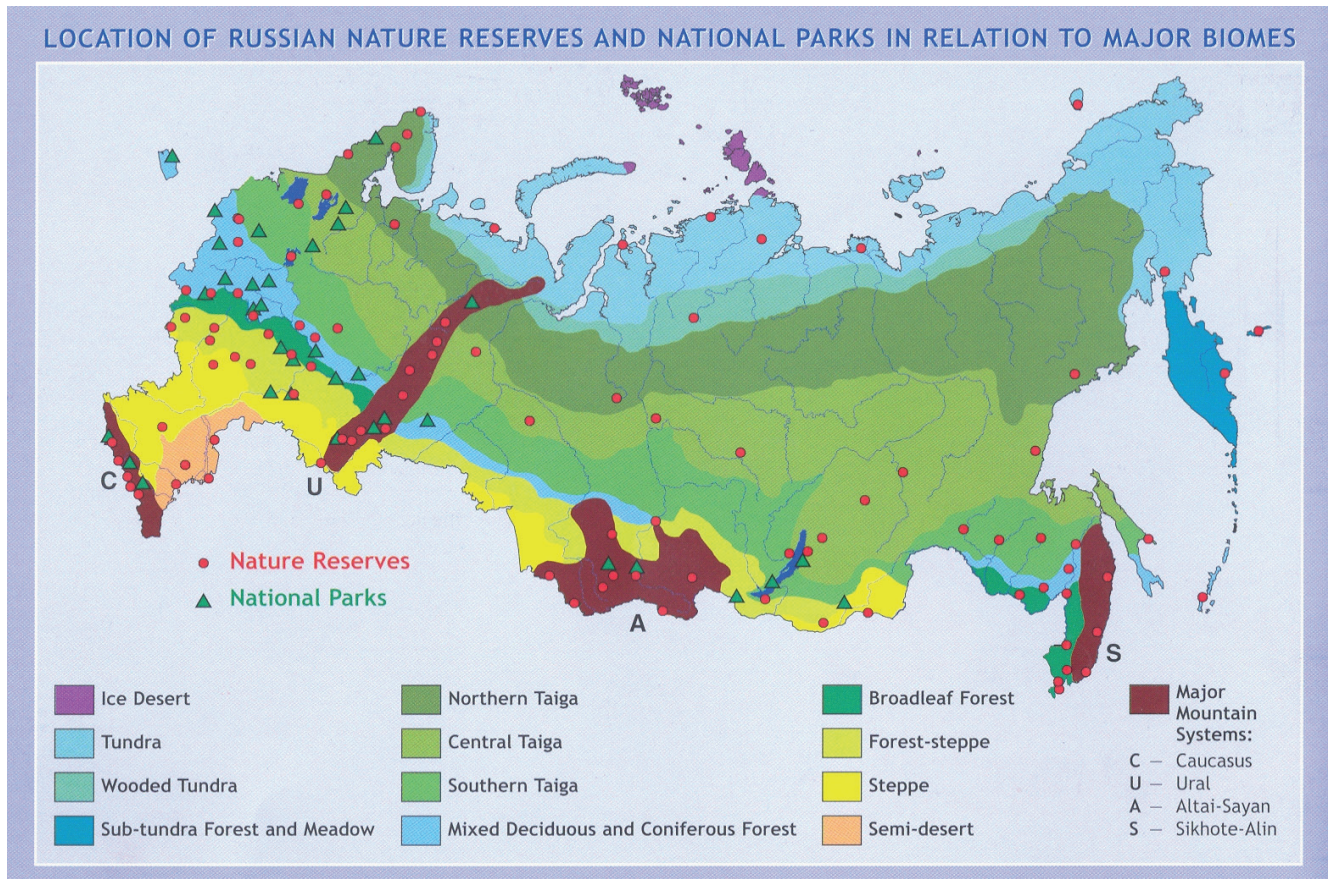 LOCATION OF RUSSIAN NATURE RESERVES AND NATIONAL PARKS IN RELATION TO MAJOR BIOMES
C
U
A
S
Nature Reserves
National Parks
Ice Desert
Tundra
Wooded Tundra
Sub-tundra Forest and Meadow
Northern Taiga
Central Taiga
Southern Taiga
Mixed Deciduous and Coniferous Forest
Broadleaf Forest
Forest-steppe
Steppe
Semi-desert
Major
Mountain
Systems:
C – Caucasus
U – Ural
A – Altai-Sayan
S – Sikhote-Alin